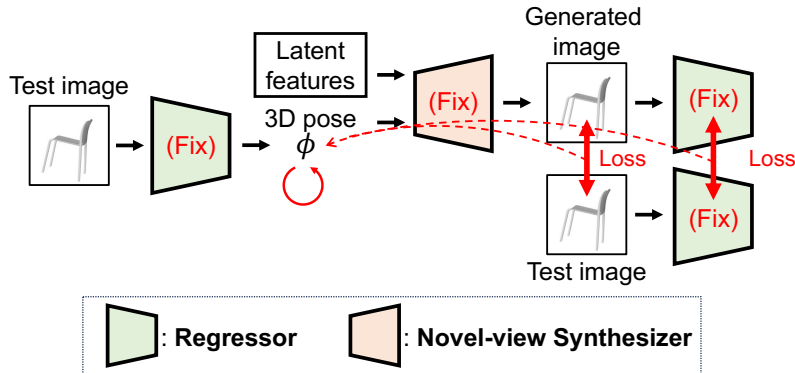 Generated
image
Latent
features
Test image
(Fix)
3D pose
ϕ
(Fix)
(Fix)
Loss
Loss
(Fix)
Test image
: Regressor
: Novel-view Synthesizer